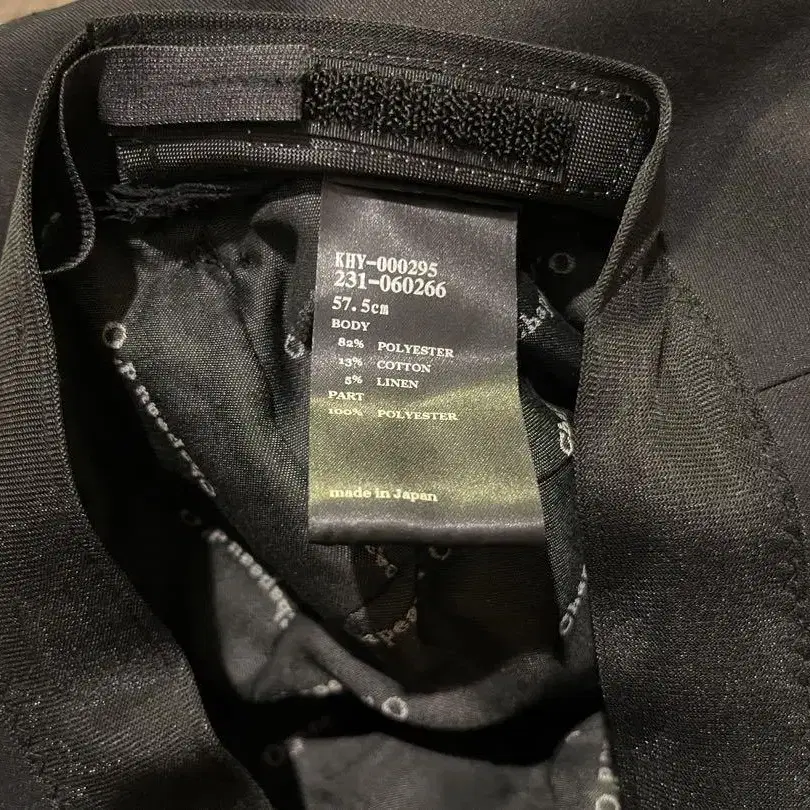 KHY-000295
231-060266
57.5cm
BODY
82% POLYESTER
13% COTTON
5% LINEN
PART
100% POLYESTER
made in Japan